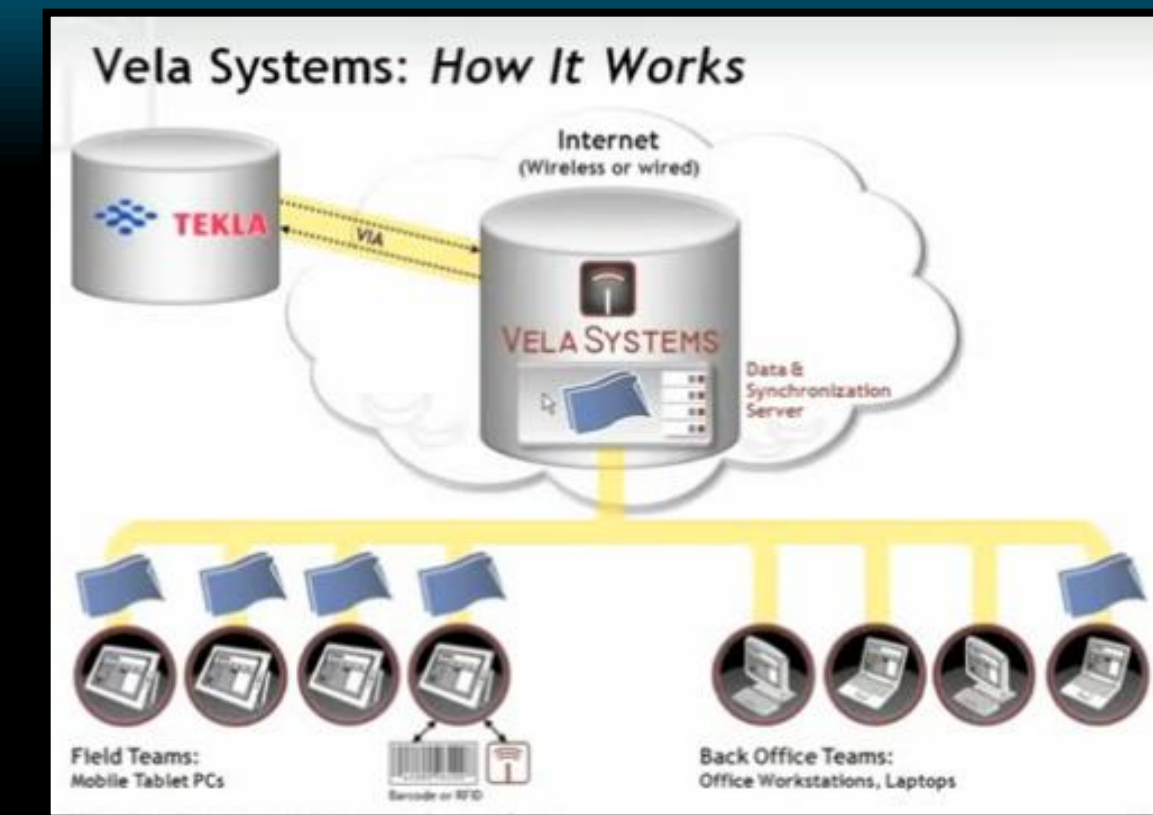 Vela Systems: How It Works
Internet
(Wireless or wired)
TEKLA
VIA
VELA SYSTEMS
Data &
Synchronization
Server
Field Teams:
Mobile Tablet PCs
Barcode or RFID
Back Office Teams:
Office Workstations, Laptops